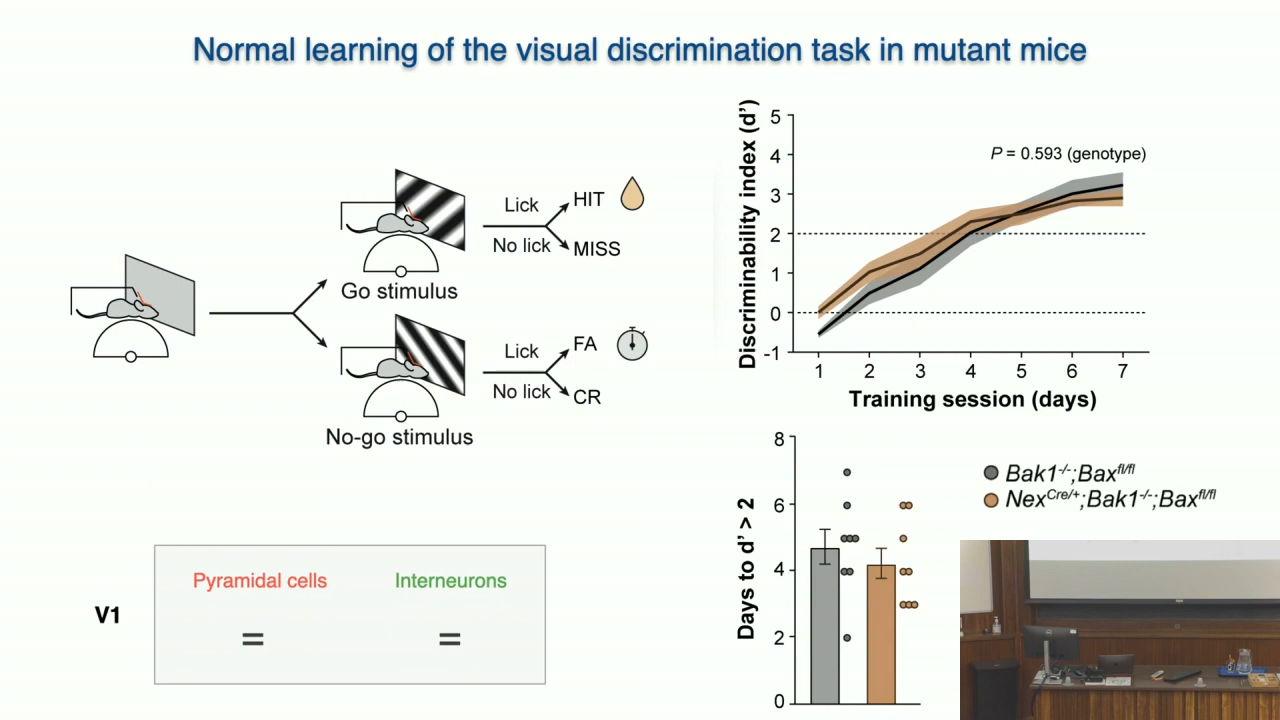 Normal learning of the visual discrimination task in mutant mice
Lick
HIT
No lick
MISS
Go stimulus
Lick
FA
No lick
CR
No-go stimulus
Pyramidal cells
Interneurons
V1
=
=
Discriminability index (d')
5
4
3
2
1
0
-1
P = 0.593 (genotype)
1 2 3 4 5 6 7
Training session (days)
Days to d' > 2
8
6
4
2
0
Bak1-/-;Baxfl/fl
NexCre/+;Bak1-/-;Baxfl/fl